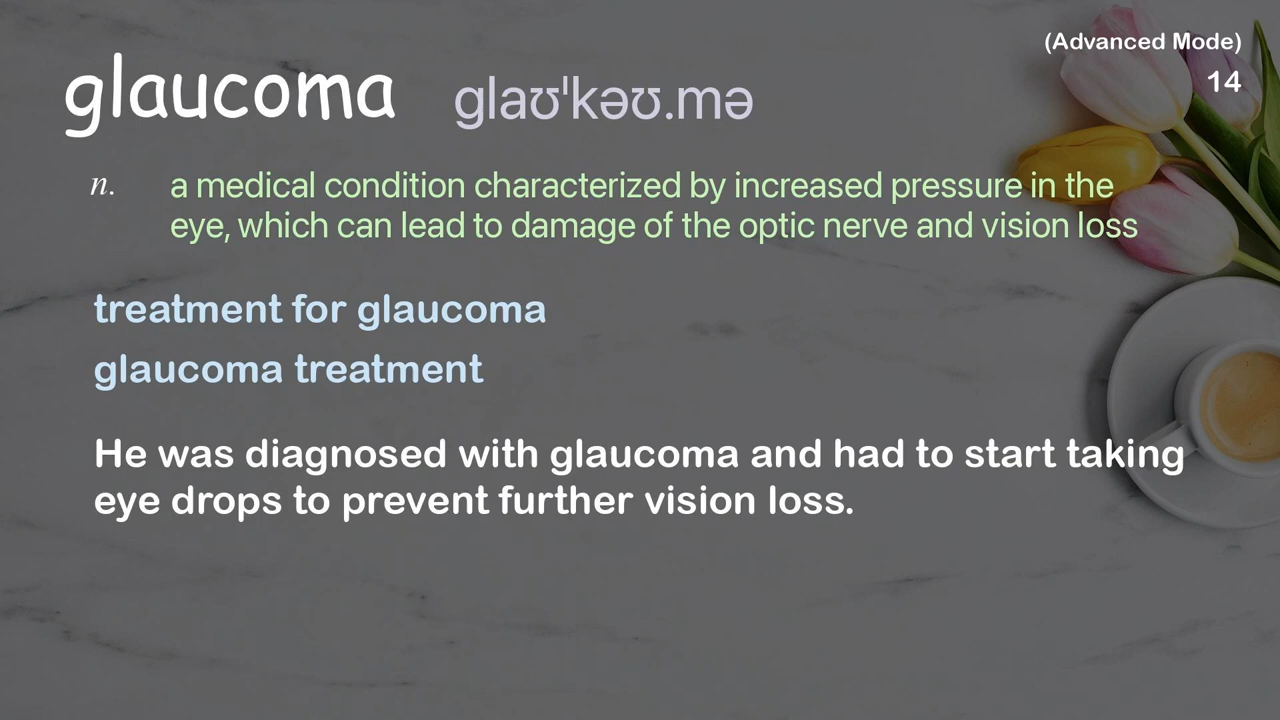 (Advanced Mode)
14
glaucoma glaʊˈkəʊ.mə
n. a medical condition characterized by increased pressure in the
eye, which can lead to damage of the optic nerve and vision loss
treatment for glaucoma
glaucoma treatment
He was diagnosed with glaucoma and had to start taking
eye drops to prevent further vision loss.